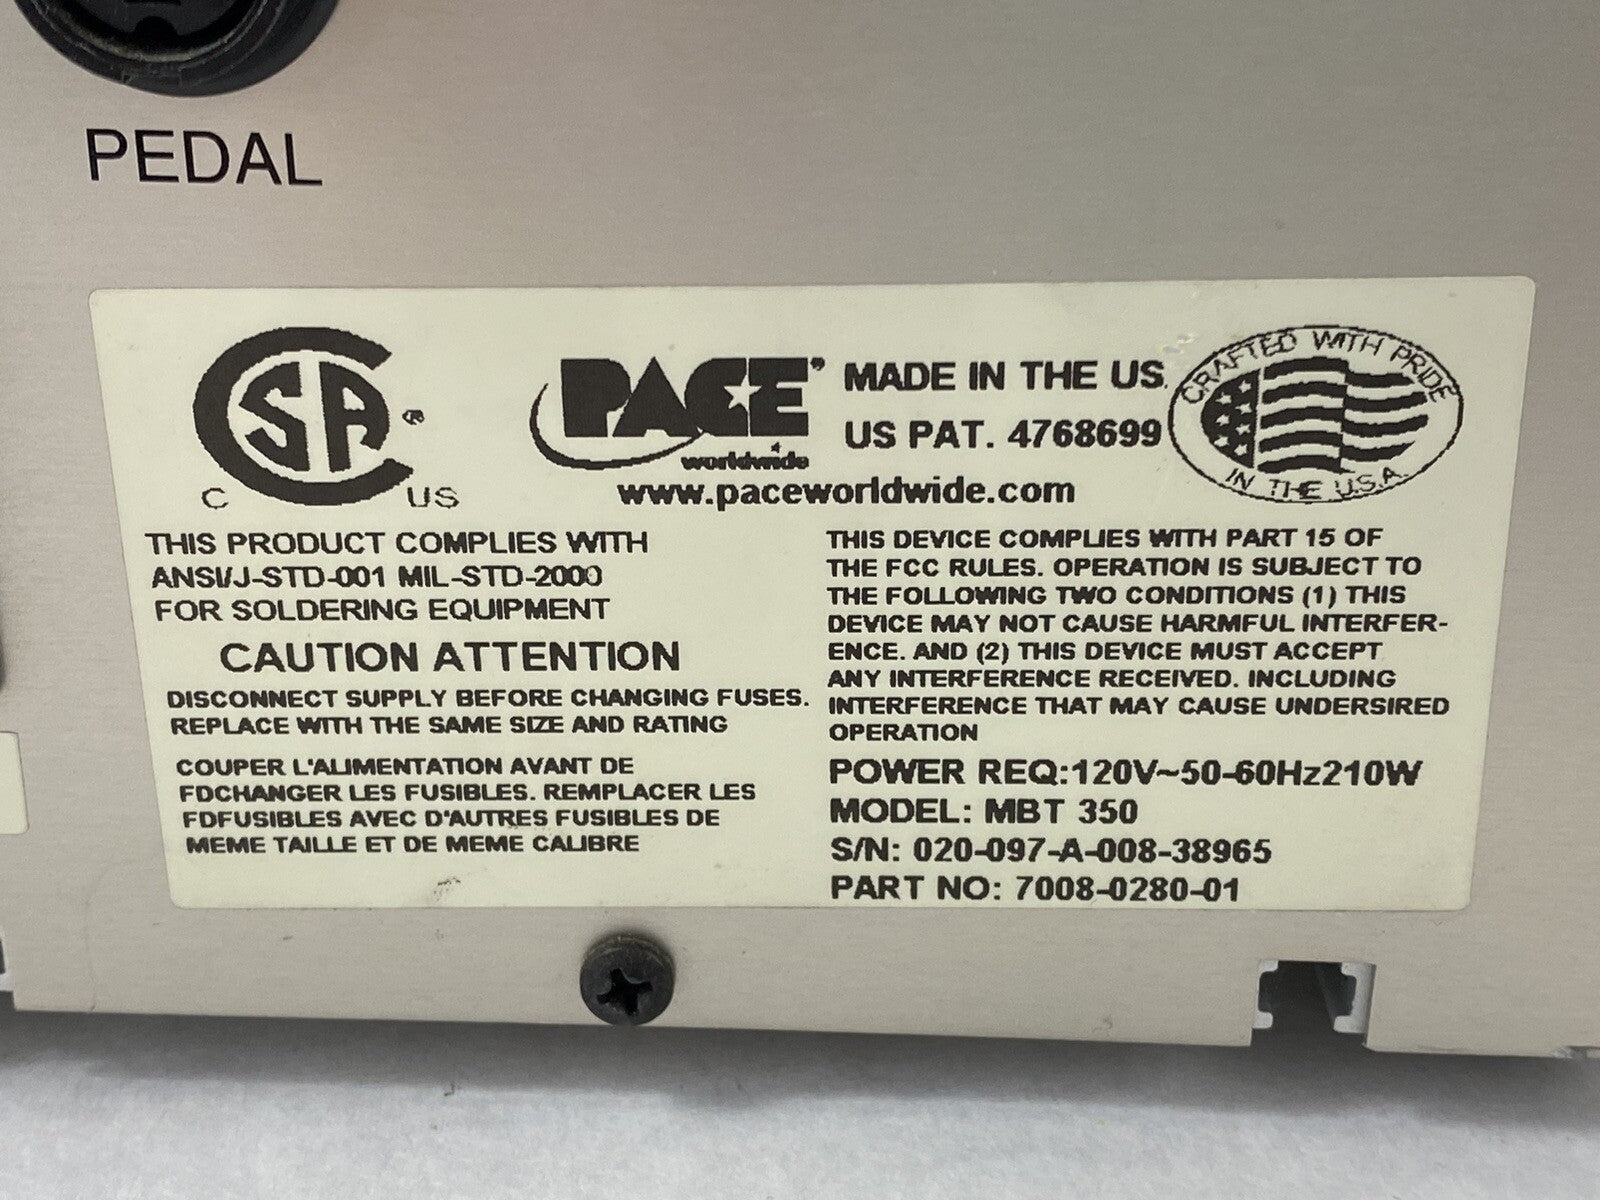 PEDAL
CSA®
C US
PACE®
worldwide
MADE IN THE US
US PAT. 4768699
www.paceworldwide.com
CRAFTED WITH PRIDE
IN THE U.S.A.
THIS PRODUCT COMPLIES WITH
ANSI/J-STD-001 MIL-STD-2000
FOR SOLDERING EQUIPMENT
CAUTION ATTENTION
DISCONNECT SUPPLY BEFORE CHANGING FUSES.
REPLACE WITH THE SAME SIZE AND RATING
COUPER L'ALIMENTATION AVANT DE
FDCHANGER LES FUSIBLES. REMPLACER LES
FDFUSIBLES AVEC D'AUTRES FUSIBLES DE
MEME TAILLE ET DE MEME CALIBRE
THIS DEVICE COMPLIES WITH PART 15 OF
THE FCC RULES. OPERATION IS SUBJECT TO
THE FOLLOWING TWO CONDITIONS (1) THIS
DEVICE MAY NOT CAUSE HARMFUL INTERFER-
ENCE. AND (2) THIS DEVICE MUST ACCEPT
ANY INTERFERENCE RECEIVED. INCLUDING
INTERFERENCE THAT MAY CAUSE UNDERSIRED
OPERATION
POWER REQ:120V~50-60Hz210W
MODEL: MBT 350
S/N: 020-097-A-008-38965
PART NO: 7008-0280-01